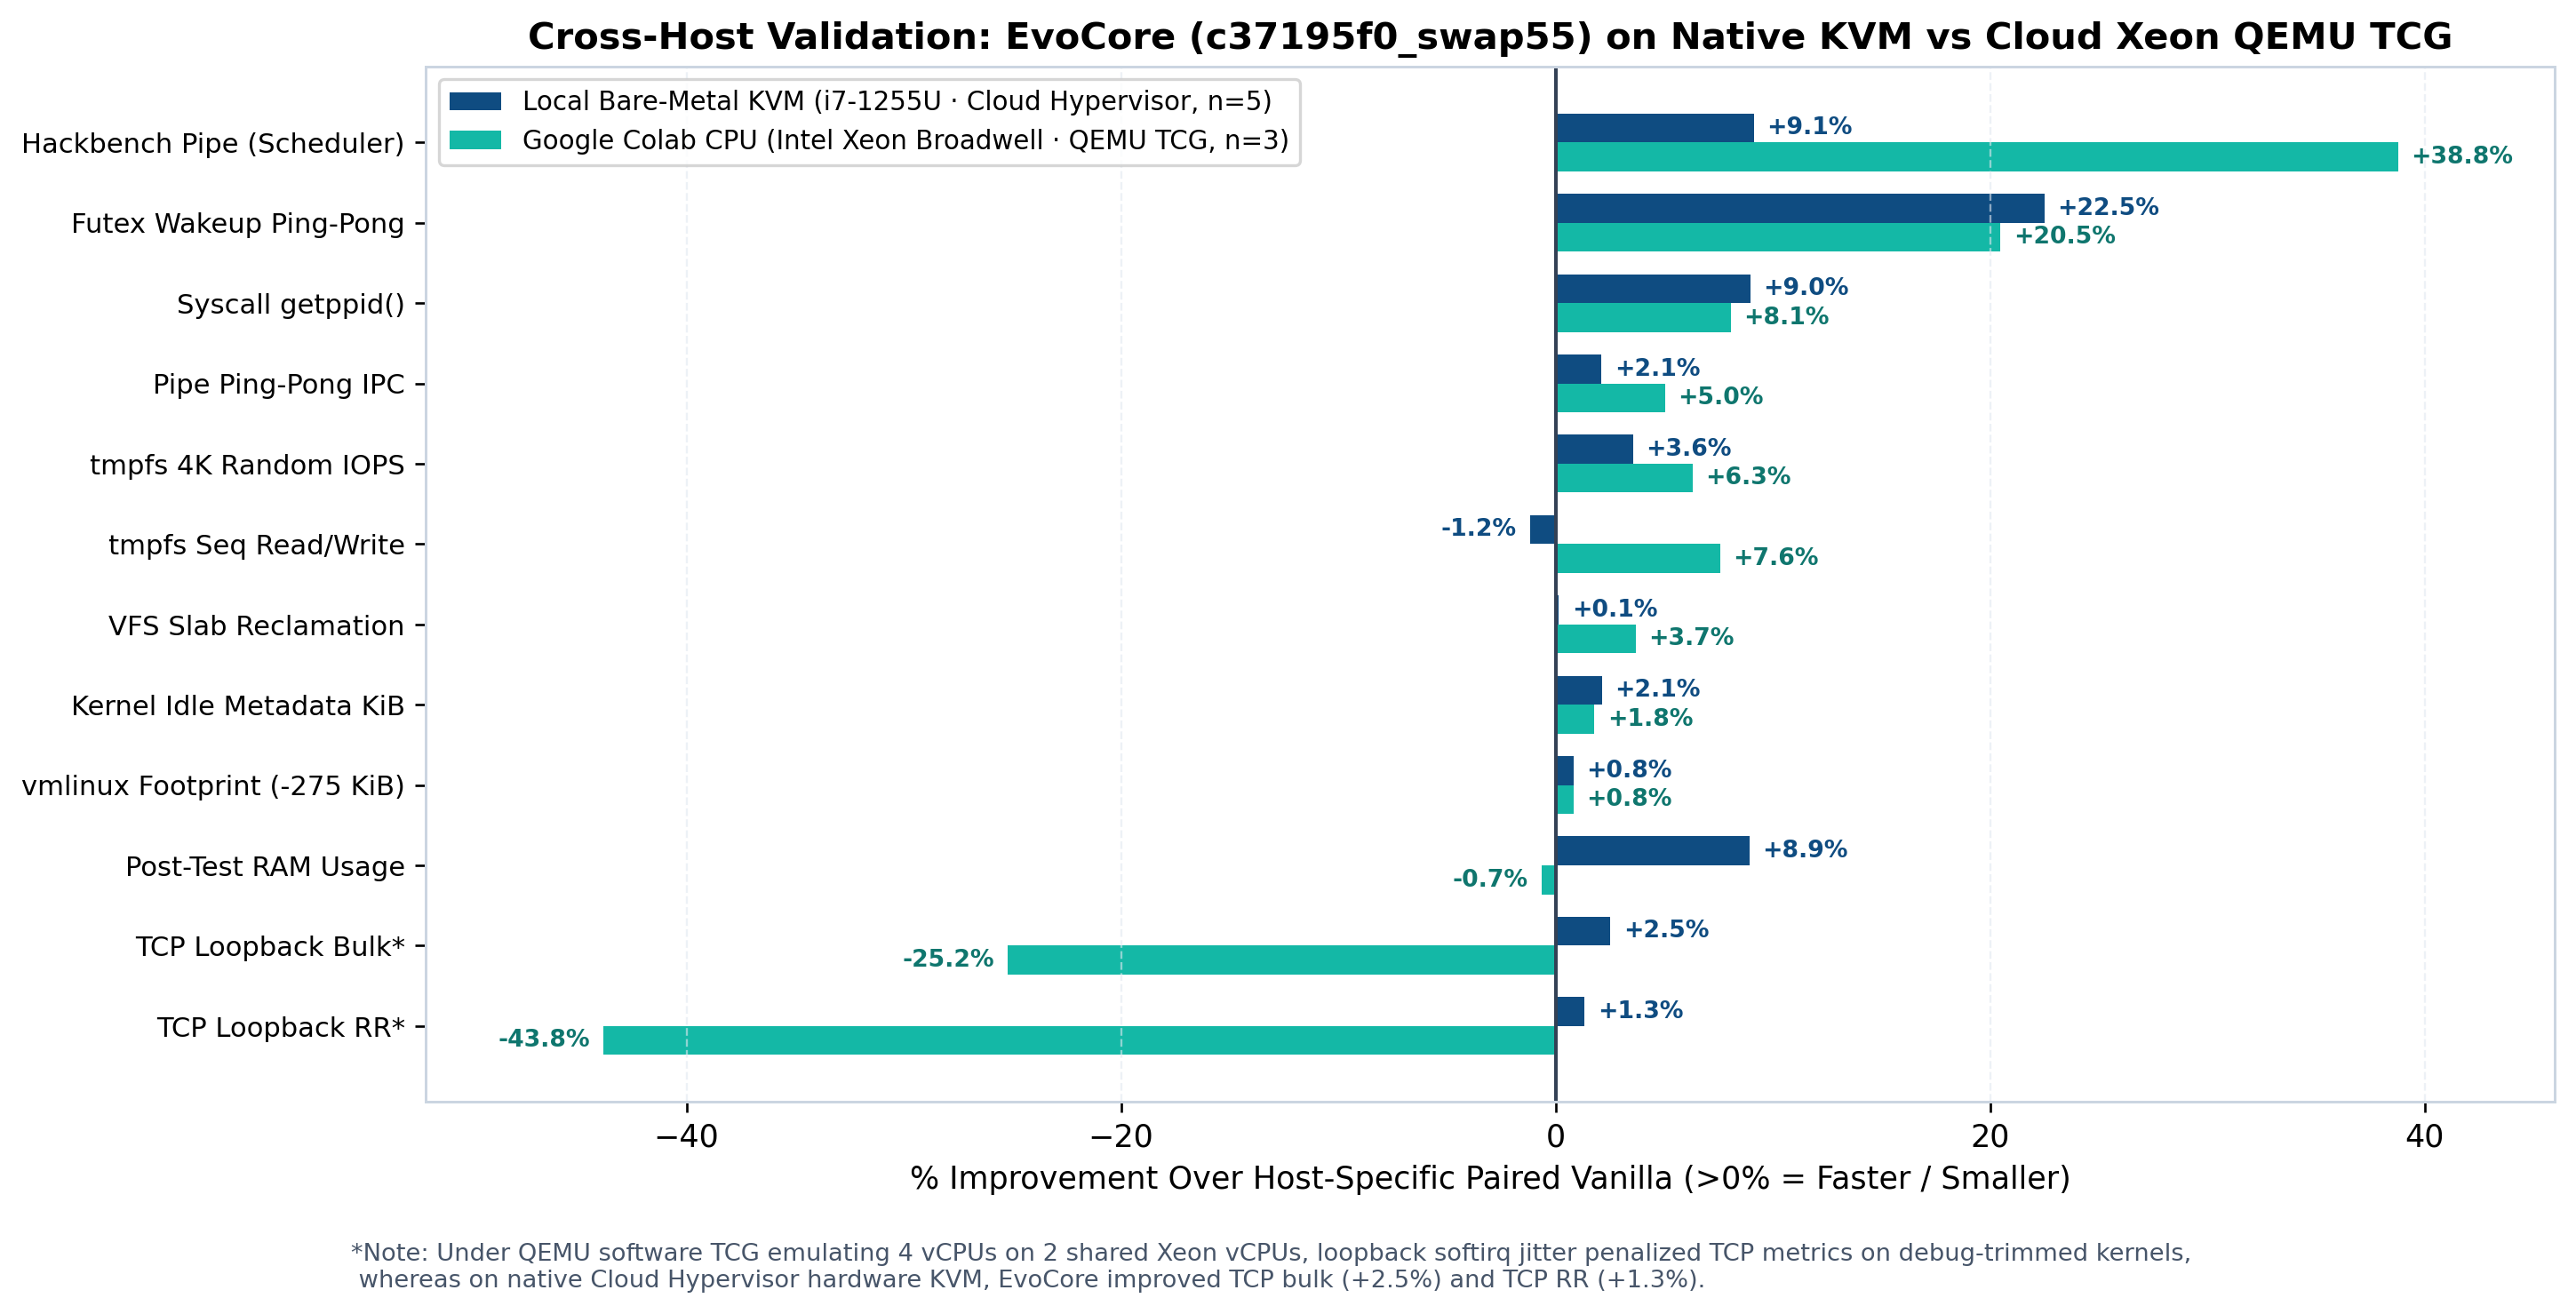 Cross-Host Validation: EvoCore (c37195f0_swap55) on Native KVM vs Cloud Xeon QEMU TCG
Local Bare-Metal KVM (i7-1255U · Cloud Hypervisor, n=5)
Google Colab CPU (Intel Xeon Broadwell · QEMU TCG, n=3)
Hackbench Pipe (Scheduler)
+9.1%
+38.8%
Futex Wakeup Ping-Pong
+22.5%
+20.5%
Syscall getppid()
+9.0%
+8.1%
Pipe Ping-Pong IPC
+2.1%
+5.0%
tmpfs 4K Random IOPS
+3.6%
+6.3%
tmpfs Seq Read/Write
-1.2%
+7.6%
VFS Slab Reclamation
+0.1%
+3.7%
Kernel Idle Metadata KiB
+2.1%
+1.8%
vmlinux Footprint (-275 KiB)
+0.8%
+0.8%
Post-Test RAM Usage
+8.9%
-0.7%
TCP Loopback Bulk*
+2.5%
-25.2%
TCP Loopback RR*
+1.3%
-43.8%
−40 −20 0 20 40
% Improvement Over Host-Specific Paired Vanilla (>0% = Faster / Smaller)
*Note: Under QEMU software TCG emulating 4 vCPUs on 2 shared Xeon vCPUs, loopback softirq jitter penalized TCP metrics on debug-trimmed kernels,
whereas on native Cloud Hypervisor hardware KVM, EvoCore improved TCP bulk (+2.5%) and TCP RR (+1.3%).